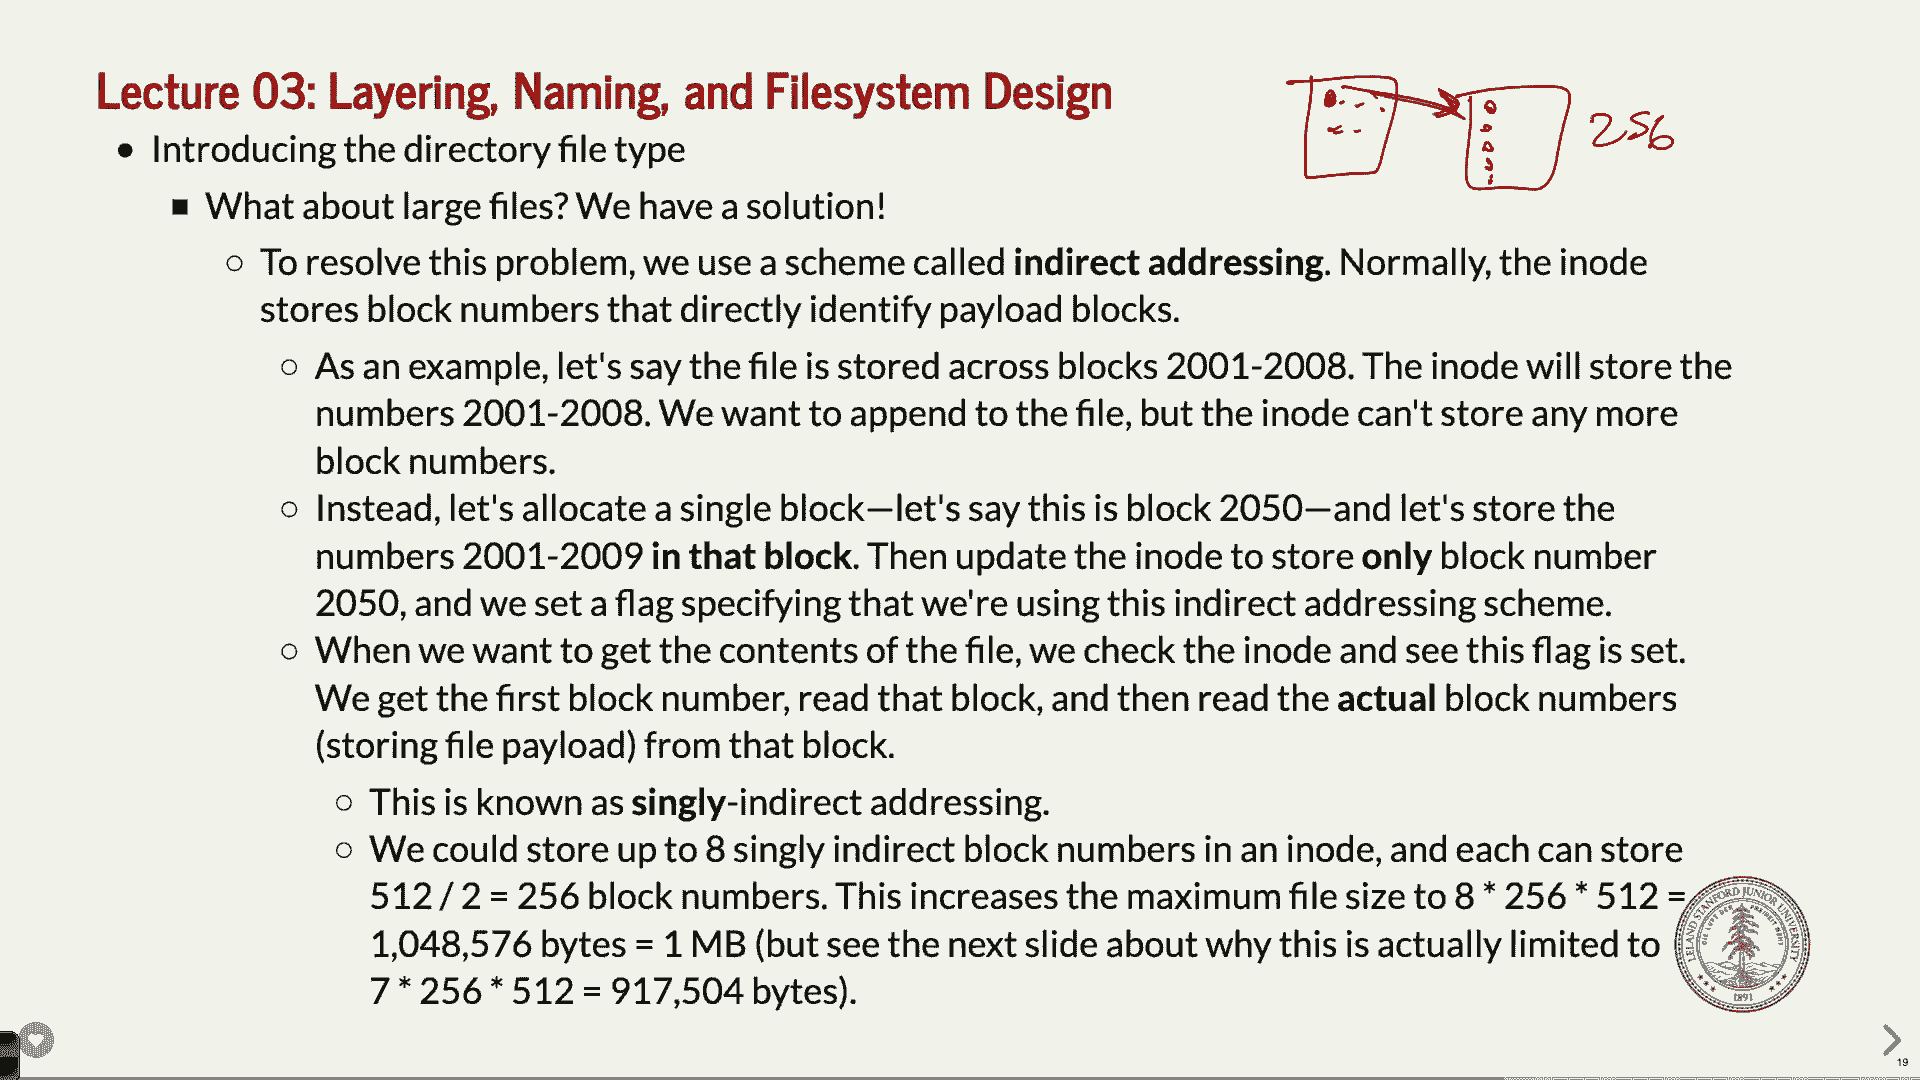 Lecture 03: Layering, Naming, and Filesystem Design
256
• Introducing the directory file type
▪ What about large files? We have a solution!
○ To resolve this problem, we use a scheme called indirect addressing. Normally, the inode
stores block numbers that directly identify payload blocks.
○ As an example, let's say the file is stored across blocks 2001-2008. The inode will store the
numbers 2001-2008. We want to append to the file, but the inode can't store any more
block numbers.
○ Instead, let's allocate a single block—let's say this is block 2050—and let's store the
numbers 2001-2009 in that block. Then update the inode to store only block number
2050, and we set a flag specifying that we're using this indirect addressing scheme.
○ When we want to get the contents of the file, we check the inode and see this flag is set.
We get the first block number, read that block, and then read the actual block numbers
(storing file payload) from that block.
○ This is known as singly-indirect addressing.
○ We could store up to 8 singly indirect block numbers in an inode, and each can store
512 / 2 = 256 block numbers. This increases the maximum file size to 8 * 256 * 512 =
1,048,576 bytes = 1 MB (but see the next slide about why this is actually limited to
7 * 256 * 512 = 917,504 bytes).
LELAND STANFORD JUNIOR UNIVERSITY
1891
19